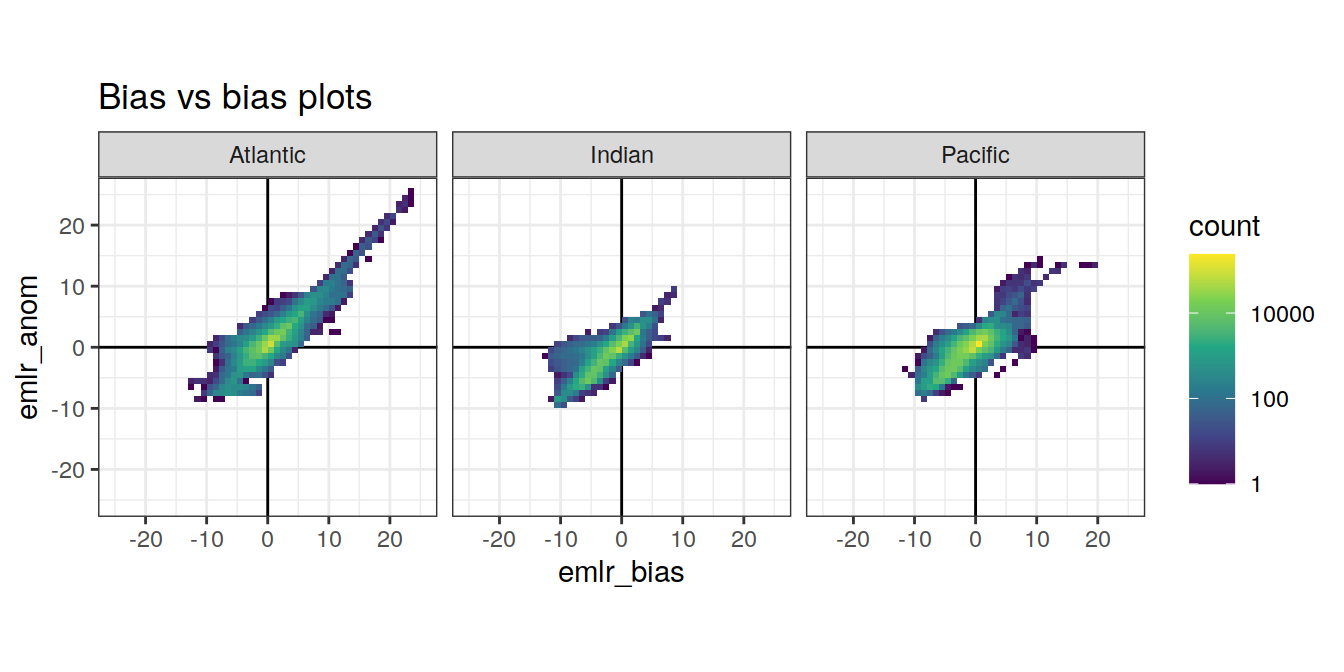 Bias vs bias plots
Atlantic Indian Pacific
20
10
0
-10
-20
-20 -10 0 10 20 -20 -10 0 10 20 -20 -10 0 10 20
emlr_bias
emlr_anom
count
10000
100
1